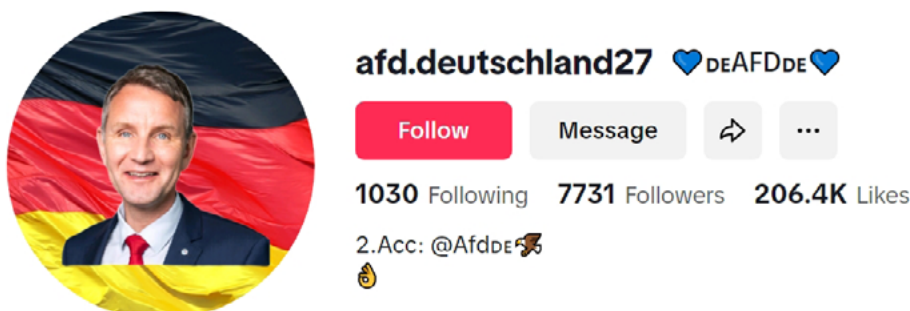 afd.deutschland27 💙ᴅᴇAFDᴅᴇ💙
Follow Message
1030 Following 7731 Followers 206.4K Likes
2.Acc: @Afdᴅᴇ🦅
👌